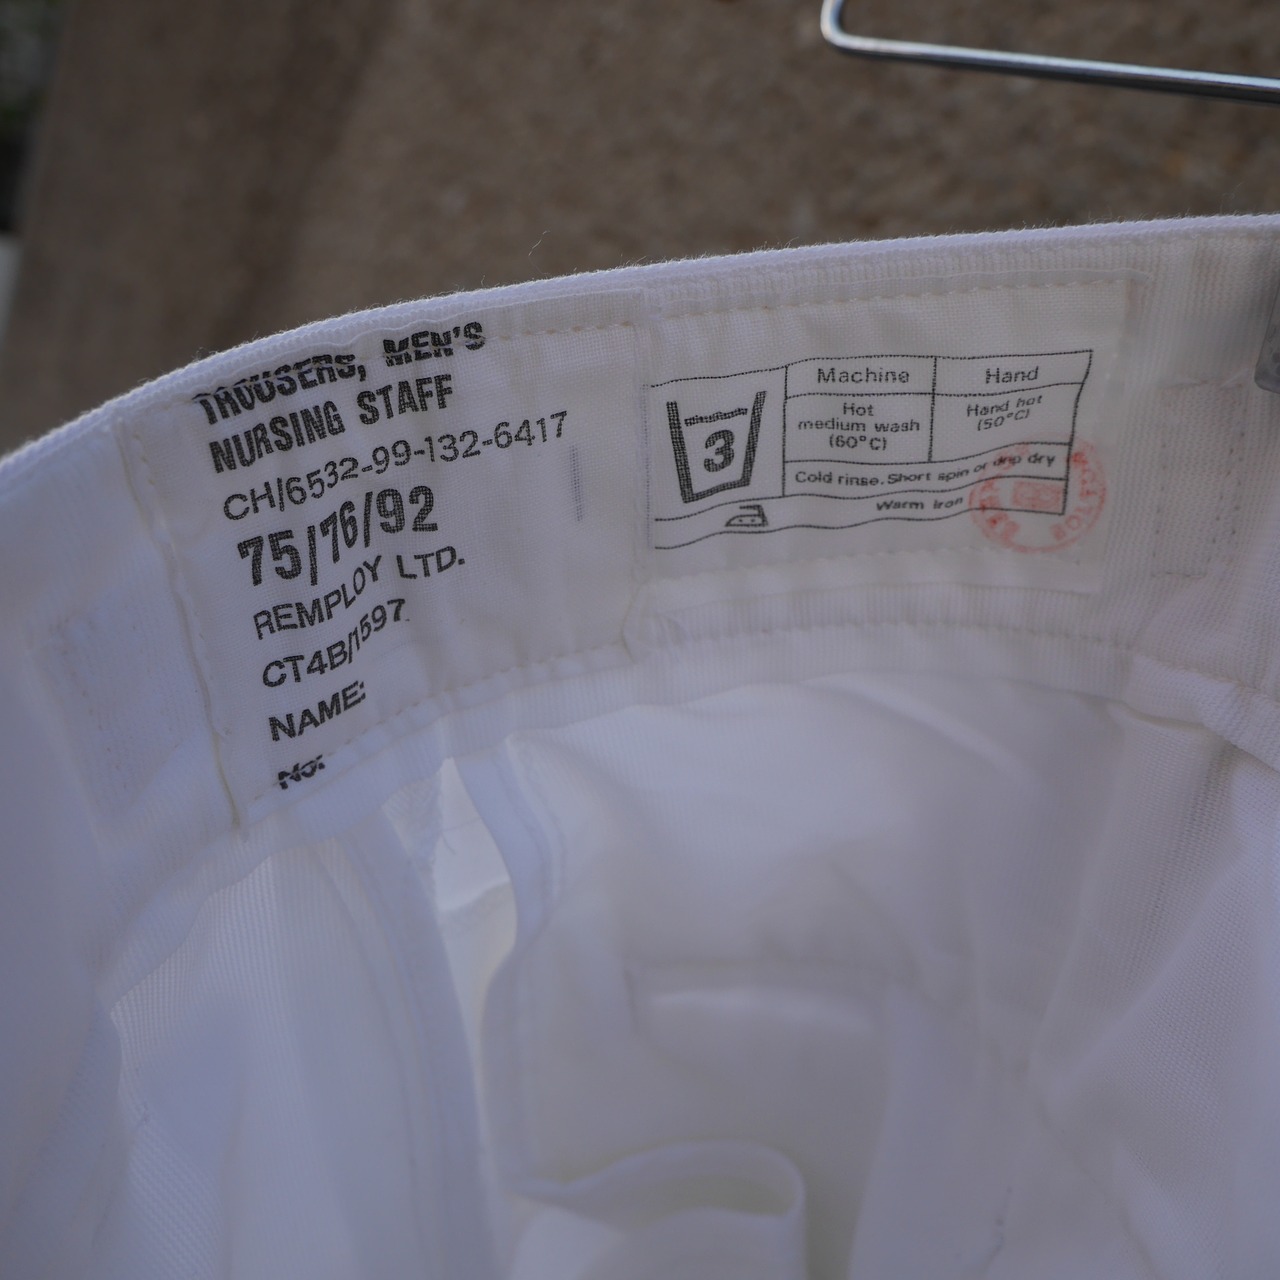 TROUSERS, MEN'S
NURSING STAFF
CH/6532-99-132-6417
75/76/92
REMPLOY LTD.
CT4B/1597
NAME:
No:
3
Machine
Hand
Hot
medium wash
(60°C)
Hand hot
(50°C)
Cold rinse. Short spin or drip dry
Warm iron